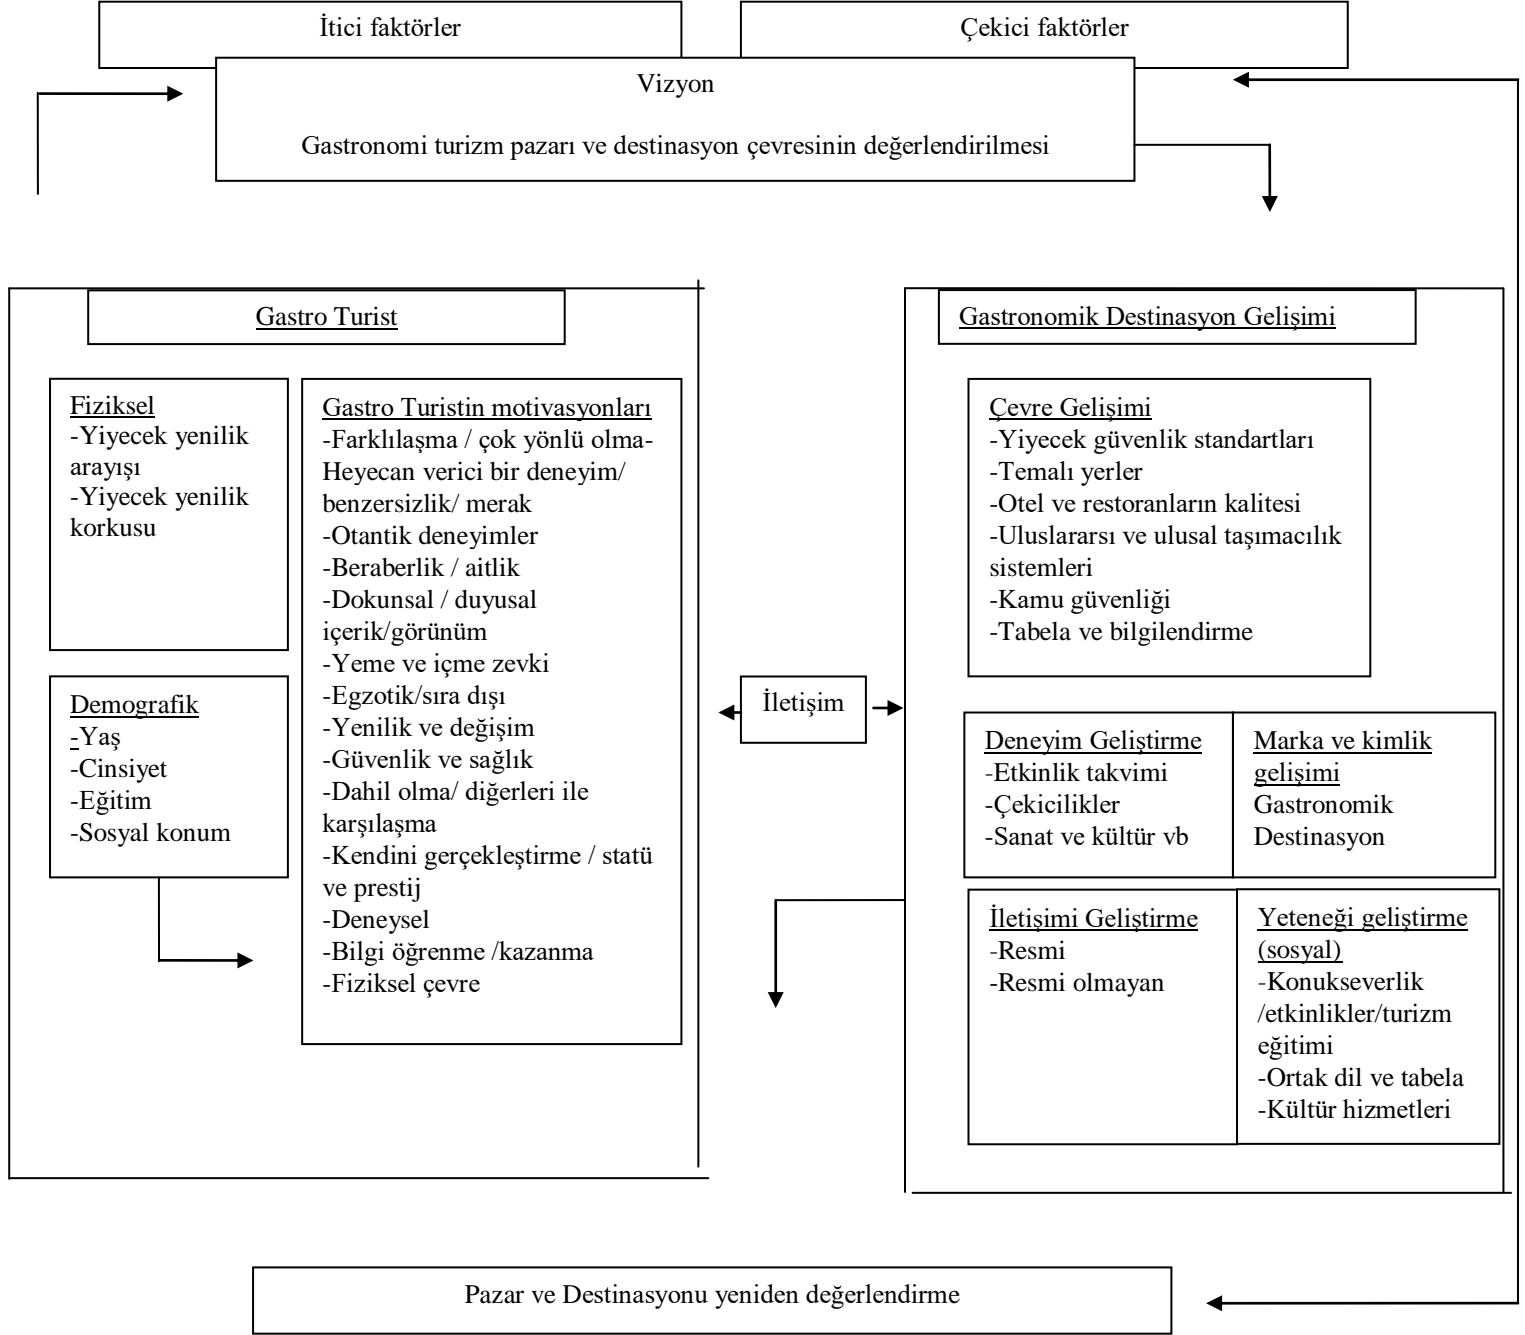 İtici faktörler
Çekici faktörler
Vizyon
Gastronomi turizm pazarı ve destinasyon çevresinin değerlendirilmesi
Gastro Turist
Fiziksel
-Yiyecek yenilik
arayışı
-Yiyecek yenilik
korkusu
Demografik
-Yaş
-Cinsiyet
-Eğitim
-Sosyal konum
Gastro Turistin motivasyonları
-Farklılaşma / çok yönlü olma-
Heyecan verici bir deneyim/
benzersizlik/ merak
-Otantik deneyimler
-Beraberlik / aitlik
-Dokunsal / duyusal
içerik/görünüm
-Yeme ve içme zevki
-Egzotik/sıra dışı
-Yenilik ve değişim
-Güvenlik ve sağlık
-Dahil olma/ diğerleri ile
karşılaşma
-Kendini gerçekleştirme / statü
ve prestij
-Deneysel
-Bilgi öğrenme /kazanma
-Fiziksel çevre
İletişim
Gastronomik Destinasyon Gelişimi
Çevre Gelişimi
-Yiyecek güvenlik standartları
-Temalı yerler
-Otel ve restoranların kalitesi
-Uluslararsı ve ulusal taşımacılık
sistemleri
-Kamu güvenliği
-Tabela ve bilgilendirme
Deneyim Geliştirme
-Etkinlik takvimi
-Çekicilikler
-Sanat ve kültür vb
Marka ve kimlik
gelişimi
Gastronomik
Destinasyon
İletişimi Geliştirme
-Resmi
-Resmi olmayan
Yeteneği geliştirme
(sosyal)
-Konukseverlik
/etkinlikler/turizm
eğitimi
-Ortak dil ve tabela
-Kültür hizmetleri
Pazar ve Destinasyonu yeniden değerlendirme